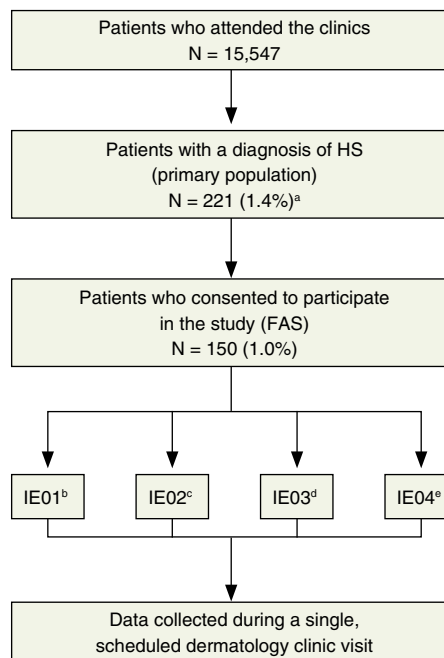 Patients who attended the clinics
N = 15,547
Patients with a diagnosis of HS
(primary population)
N = 221 (1.4%)ᵃ
Patients who consented to participate
in the study (FAS)
N = 150 (1.0%)
IE01ᵇ IE02ᶜ IE03ᵈ IE04ᵉ
Data collected during a single,
scheduled dermatology clinic visit